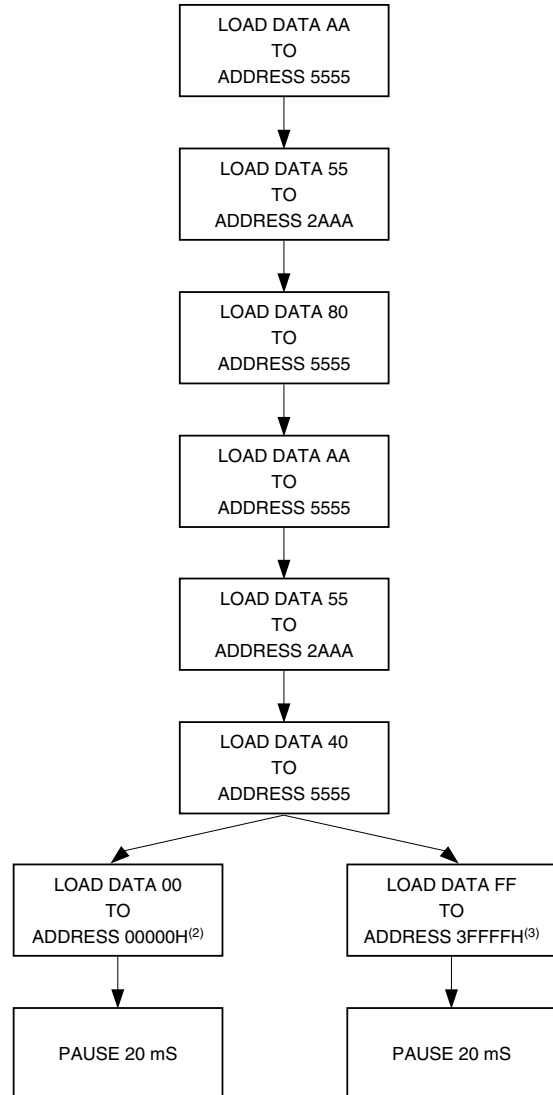 LOAD DATA AA
TO
ADDRESS 5555
LOAD DATA 55
TO
ADDRESS 2AAA
LOAD DATA 80
TO
ADDRESS 5555
LOAD DATA AA
TO
ADDRESS 5555
LOAD DATA 55
TO
ADDRESS 2AAA
LOAD DATA 40
TO
ADDRESS 5555
LOAD DATA 00
TO
ADDRESS 00000H(2)
LOAD DATA FF
TO
ADDRESS 3FFFFH(3)
PAUSE 20 mS
PAUSE 20 mS